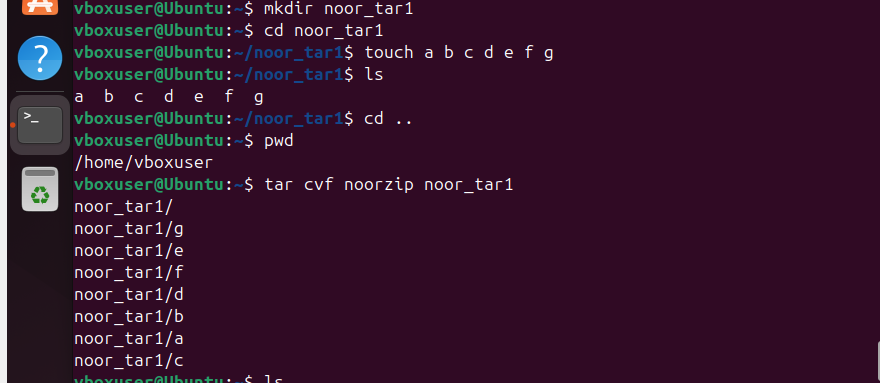 vboxuser@Ubuntu:~$ mkdir noor_tar1
vboxuser@Ubuntu:~$ cd noor_tar1
vboxuser@Ubuntu:~/noor_tar1$ touch a b c d e f g
vboxuser@Ubuntu:~/noor_tar1$ ls
a  b  c  d  e  f  g
vboxuser@Ubuntu:~/noor_tar1$ cd ..
vboxuser@Ubuntu:~$ pwd
/home/vboxuser
vboxuser@Ubuntu:~$ tar cvf noorzip noor_tar1
noor_tar1/
noor_tar1/g
noor_tar1/e
noor_tar1/f
noor_tar1/d
noor_tar1/b
noor_tar1/a
noor_tar1/c
vboxuser@Ubuntu:~$ ls